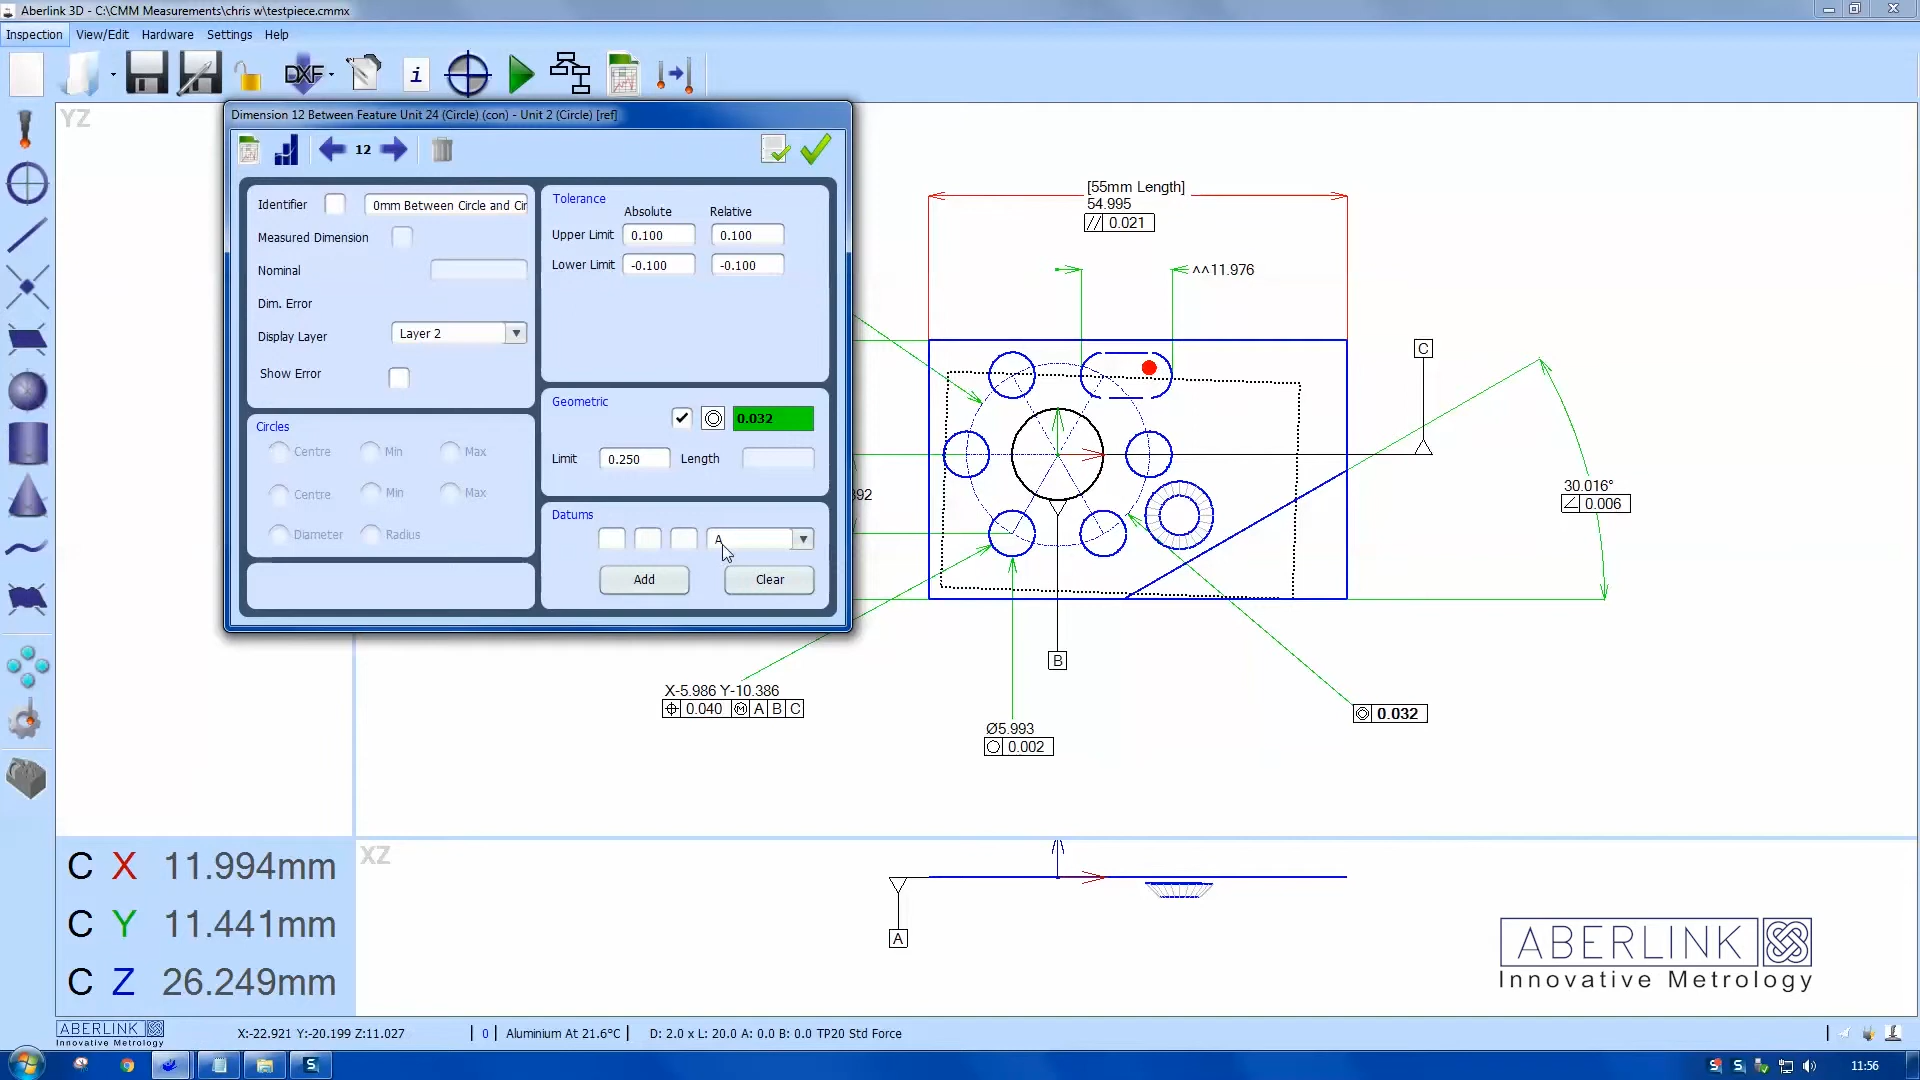 Aberlink 3D - C:\CMM Measurements\chris w\testpiece.cmmx
Inspection View/Edit Hardware Settings Help
DXF
i
YZ
Dimension 12 Between Feature Unit 24 (Circle) (con) - Unit 2 (Circle) [ref]
12
Identifier 0mm Between Circle and Cir
Measured Dimension
Nominal
Dim. Error
Display Layer Layer 2
Show Error
Circles
Centre Min Max
Centre Min Max
Diameter Radius
Tolerance
Absolute Relative
Upper Limit 0.100 0.100
Lower Limit -0.100 -0.100
Geometric
0.032
Limit 0.250 Length
Datums
A
Add Clear
[55mm Length]
54.995
// 0.021
^^11.976
C
30.016°
∠ 0.006
392
B
X-5.986 Y-10.386
⌖ 0.040 Ⓜ A B C
Ø5.993
○ 0.002
◎ 0.032
C X 11.994mm
C Y 11.441mm
C Z 26.249mm
XZ
A
ABERLINK
Innovative Metrology
ABERLINK
Innovative Metrology
X:-22.921 Y:-20.199 Z:11.027 0 Aluminium At 21.6°C D: 2.0 x L: 20.0 A: 0.0 B: 0.0 TP20 Std Force
11:56